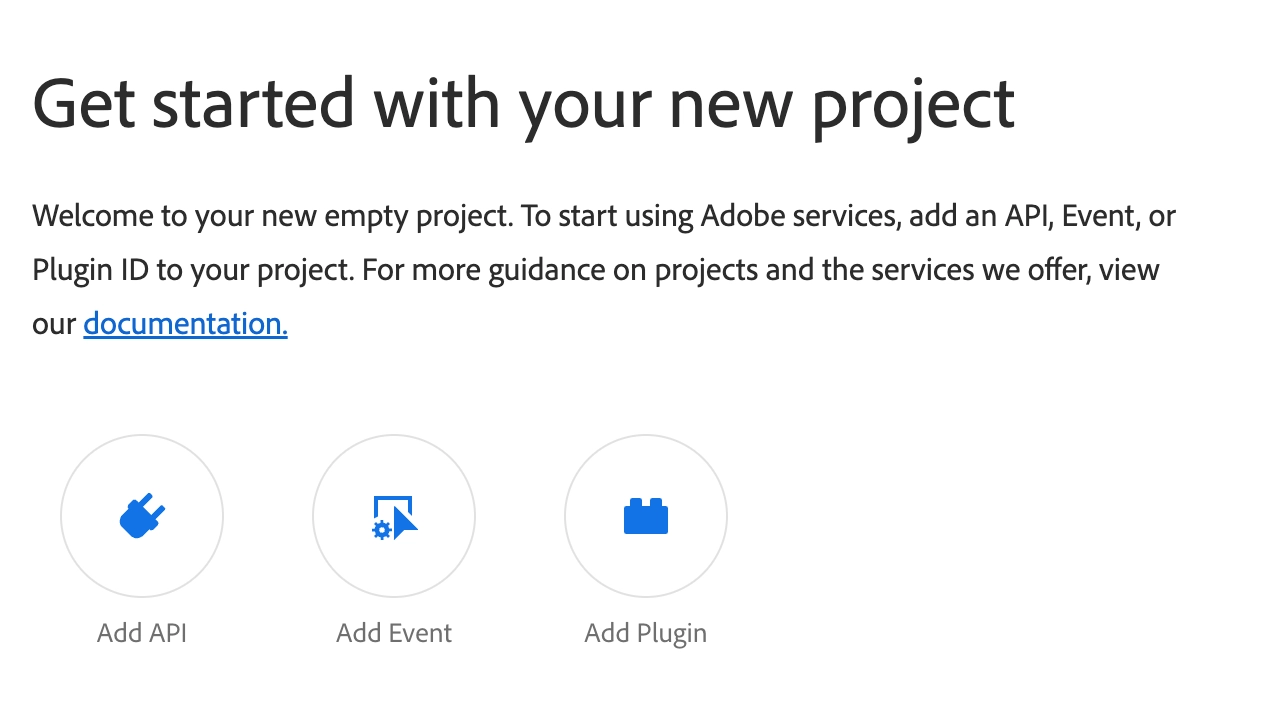 Get started with your new project
Welcome to your new empty project. To start using Adobe services, add an API, Event, or
Plugin ID to your project. For more guidance on projects and the services we offer, view
our documentation.
Add API
Add Event
Add Plugin